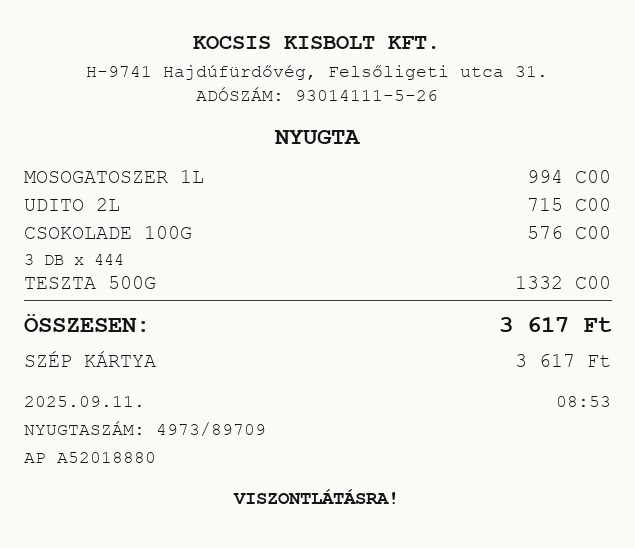 KOCSIS KISBOLT KFT.
H-9741 Hajdúfürdővég, Felsőligeti utca 31.
ADÓSZÁM: 93014111-5-26
NYUGTA
MOSOGATOSZER 1L 994 C00
UDITO 2L 715 C00
CSOKOLADE 100G 576 C00
3 DB x 444
TESZTA 500G 1332 C00
ÖSSZESEN: 3 617 Ft
SZÉP KÁRTYA 3 617 Ft
2025.09.11. 08:53
NYUGTASZÁM: 4973/89709
AP A52018880
VISZONTLÁTÁSRA!